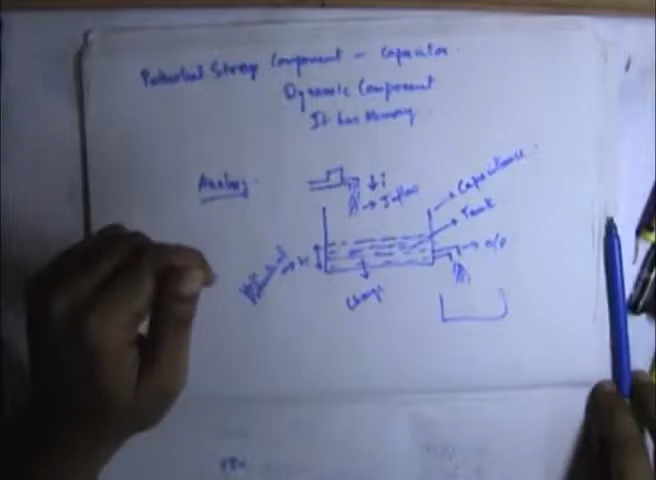 Potential Storage Component - Capacitor
Dynamic Component
It has Memory
Analog
↓i
→ Inflow
→ Capacitance
→ Tank
→ o/p
→ h
Charge